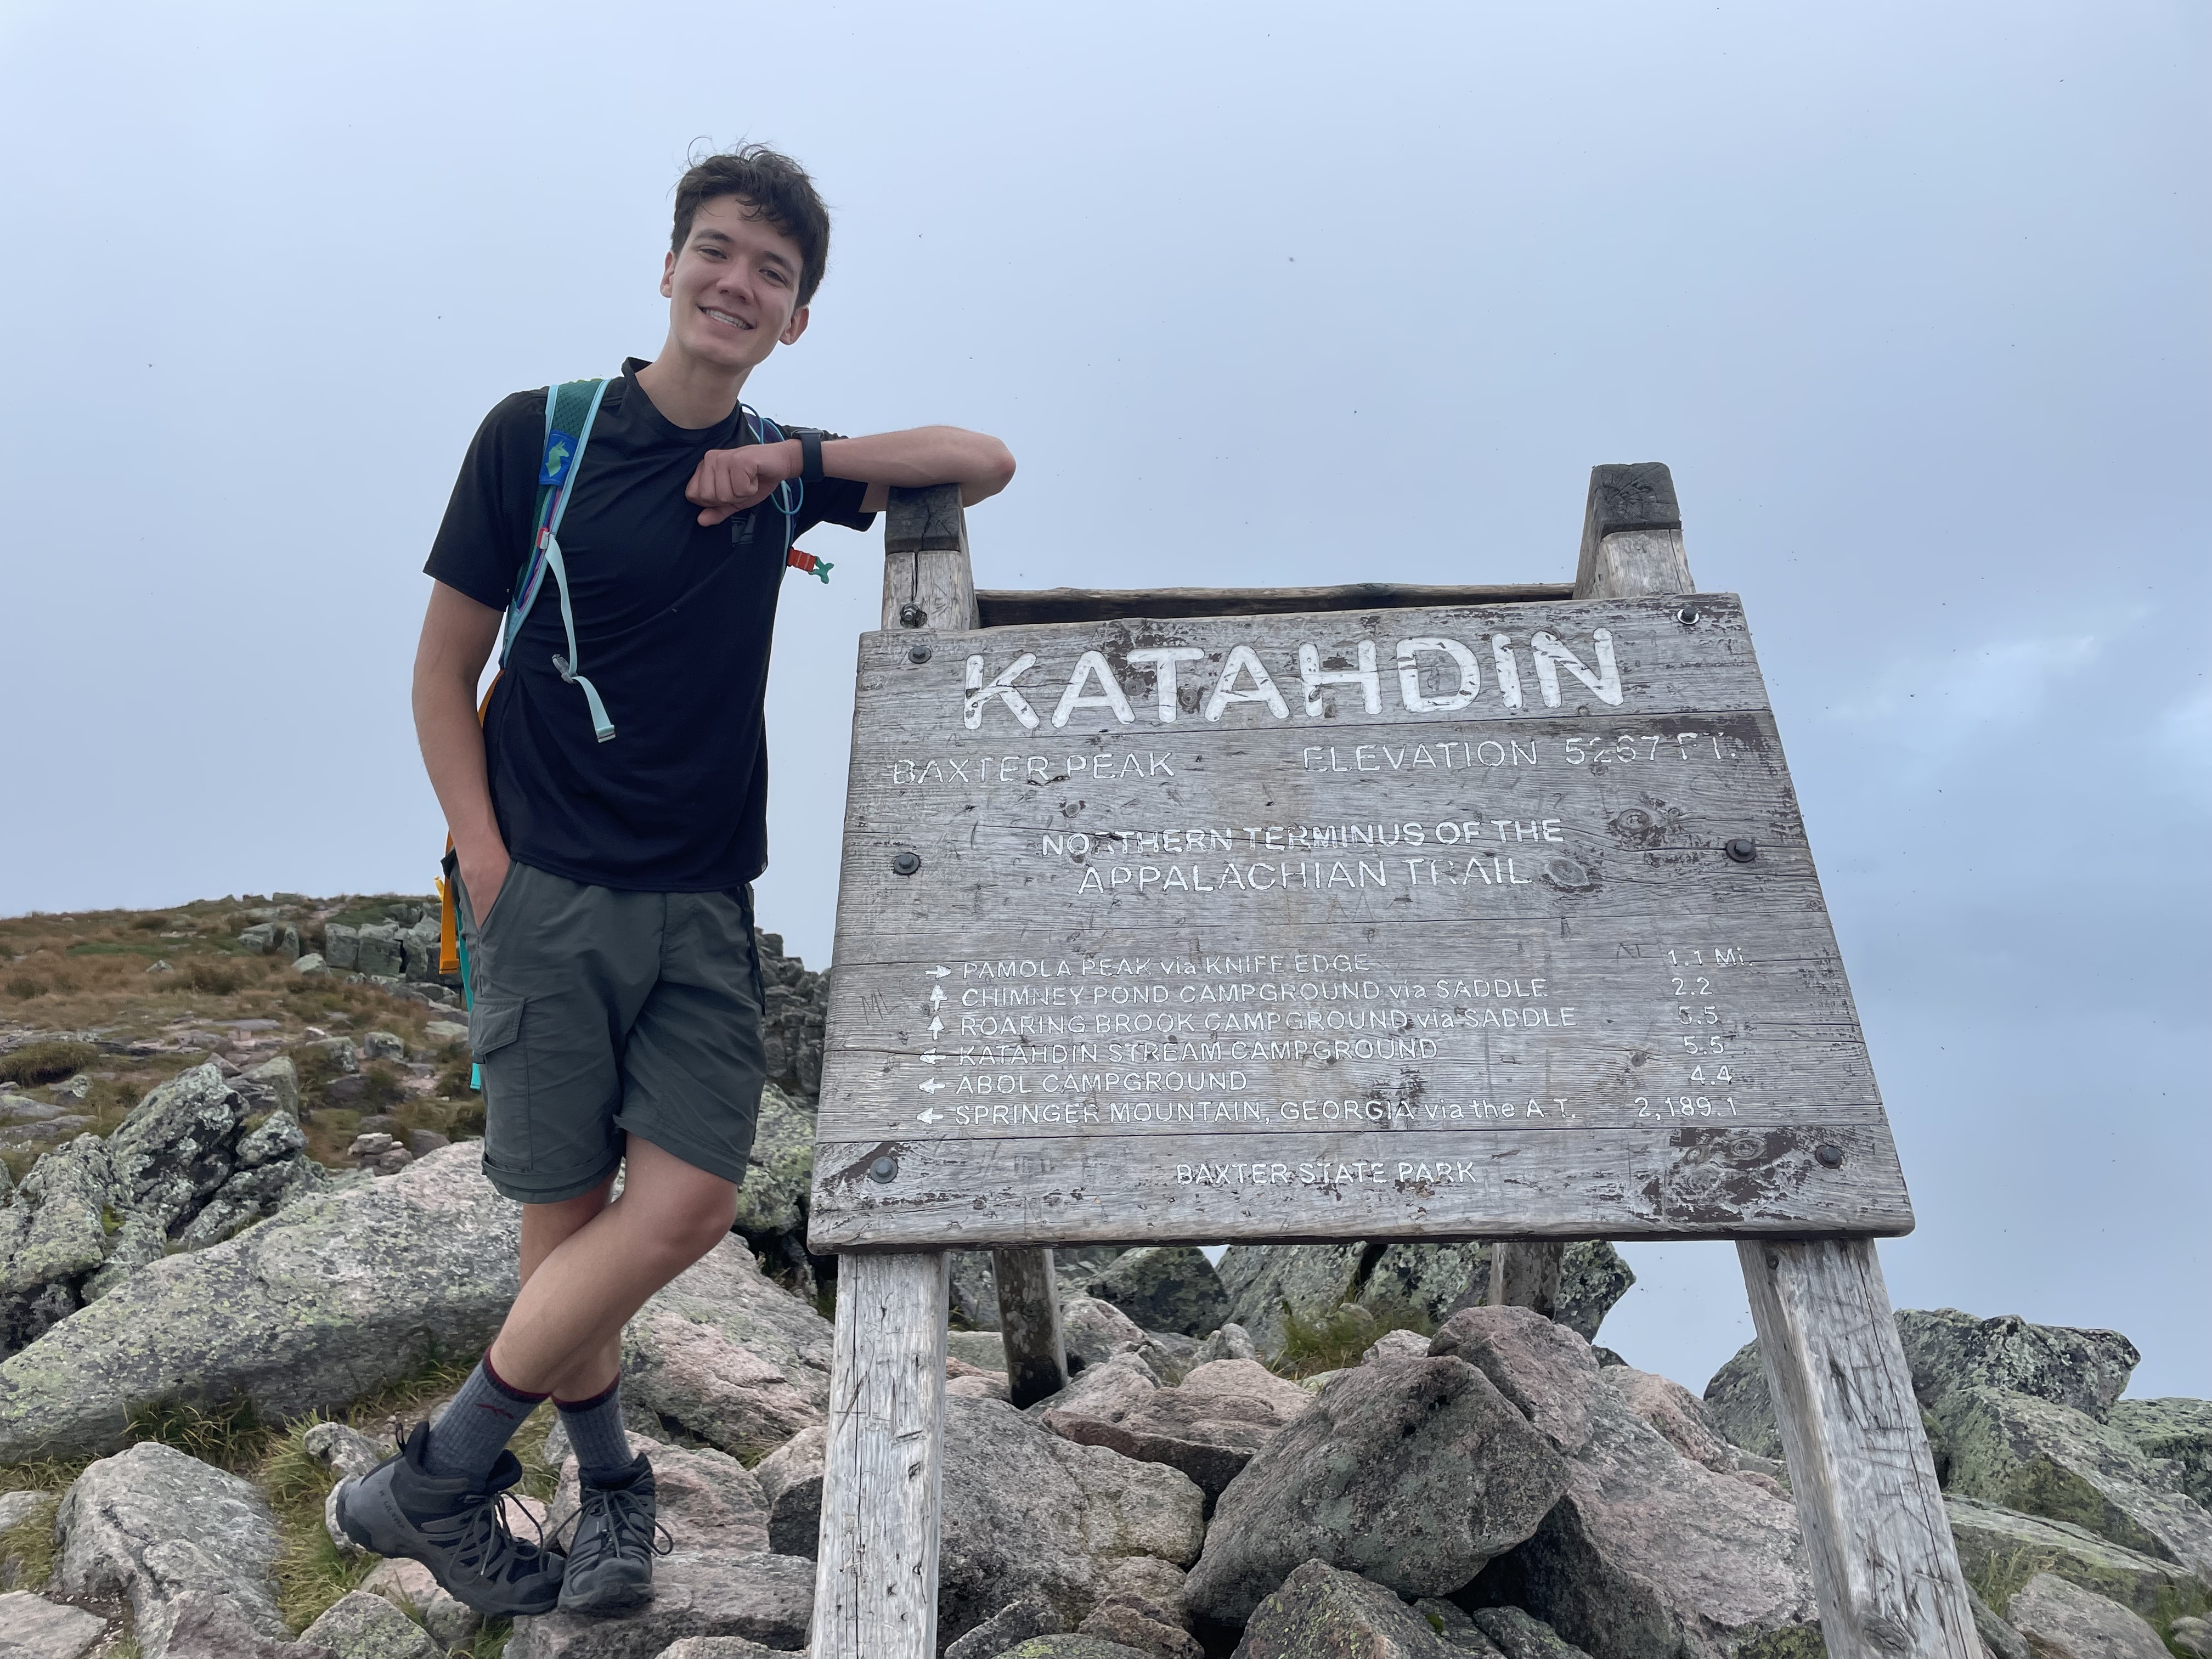 KATAHDIN
BAXTER PEAK ELEVATION 5267 FT.
NORTHERN TERMINUS OF THE
APPALACHIAN TRAIL
→ PAMOLA PEAK via KNIFE EDGE 1.1 Mi.
↑ CHIMNEY POND CAMPGROUND via SADDLE 2.2
↑ ROARING BROOK CAMPGROUND via SADDLE 5.5
← KATAHDIN STREAM CAMPGROUND 5.5
← ABOL CAMPGROUND 4.4
← SPRINGER MOUNTAIN, GEORGIA via the A.T. 2,189.1
BAXTER STATE PARK